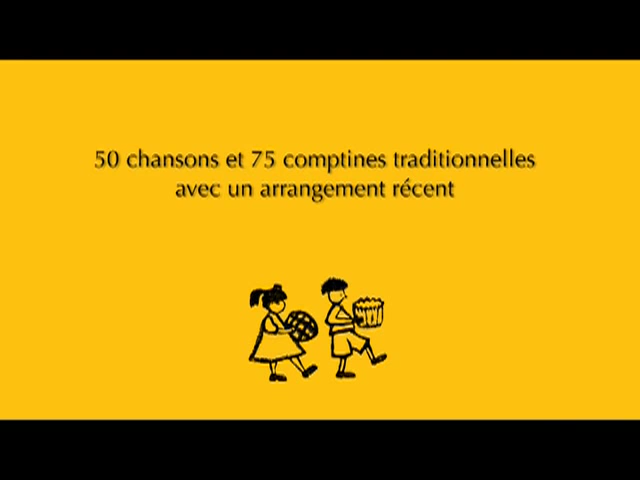 50 chansons et 75 comptines traditionnelles
avec un arrangement récent